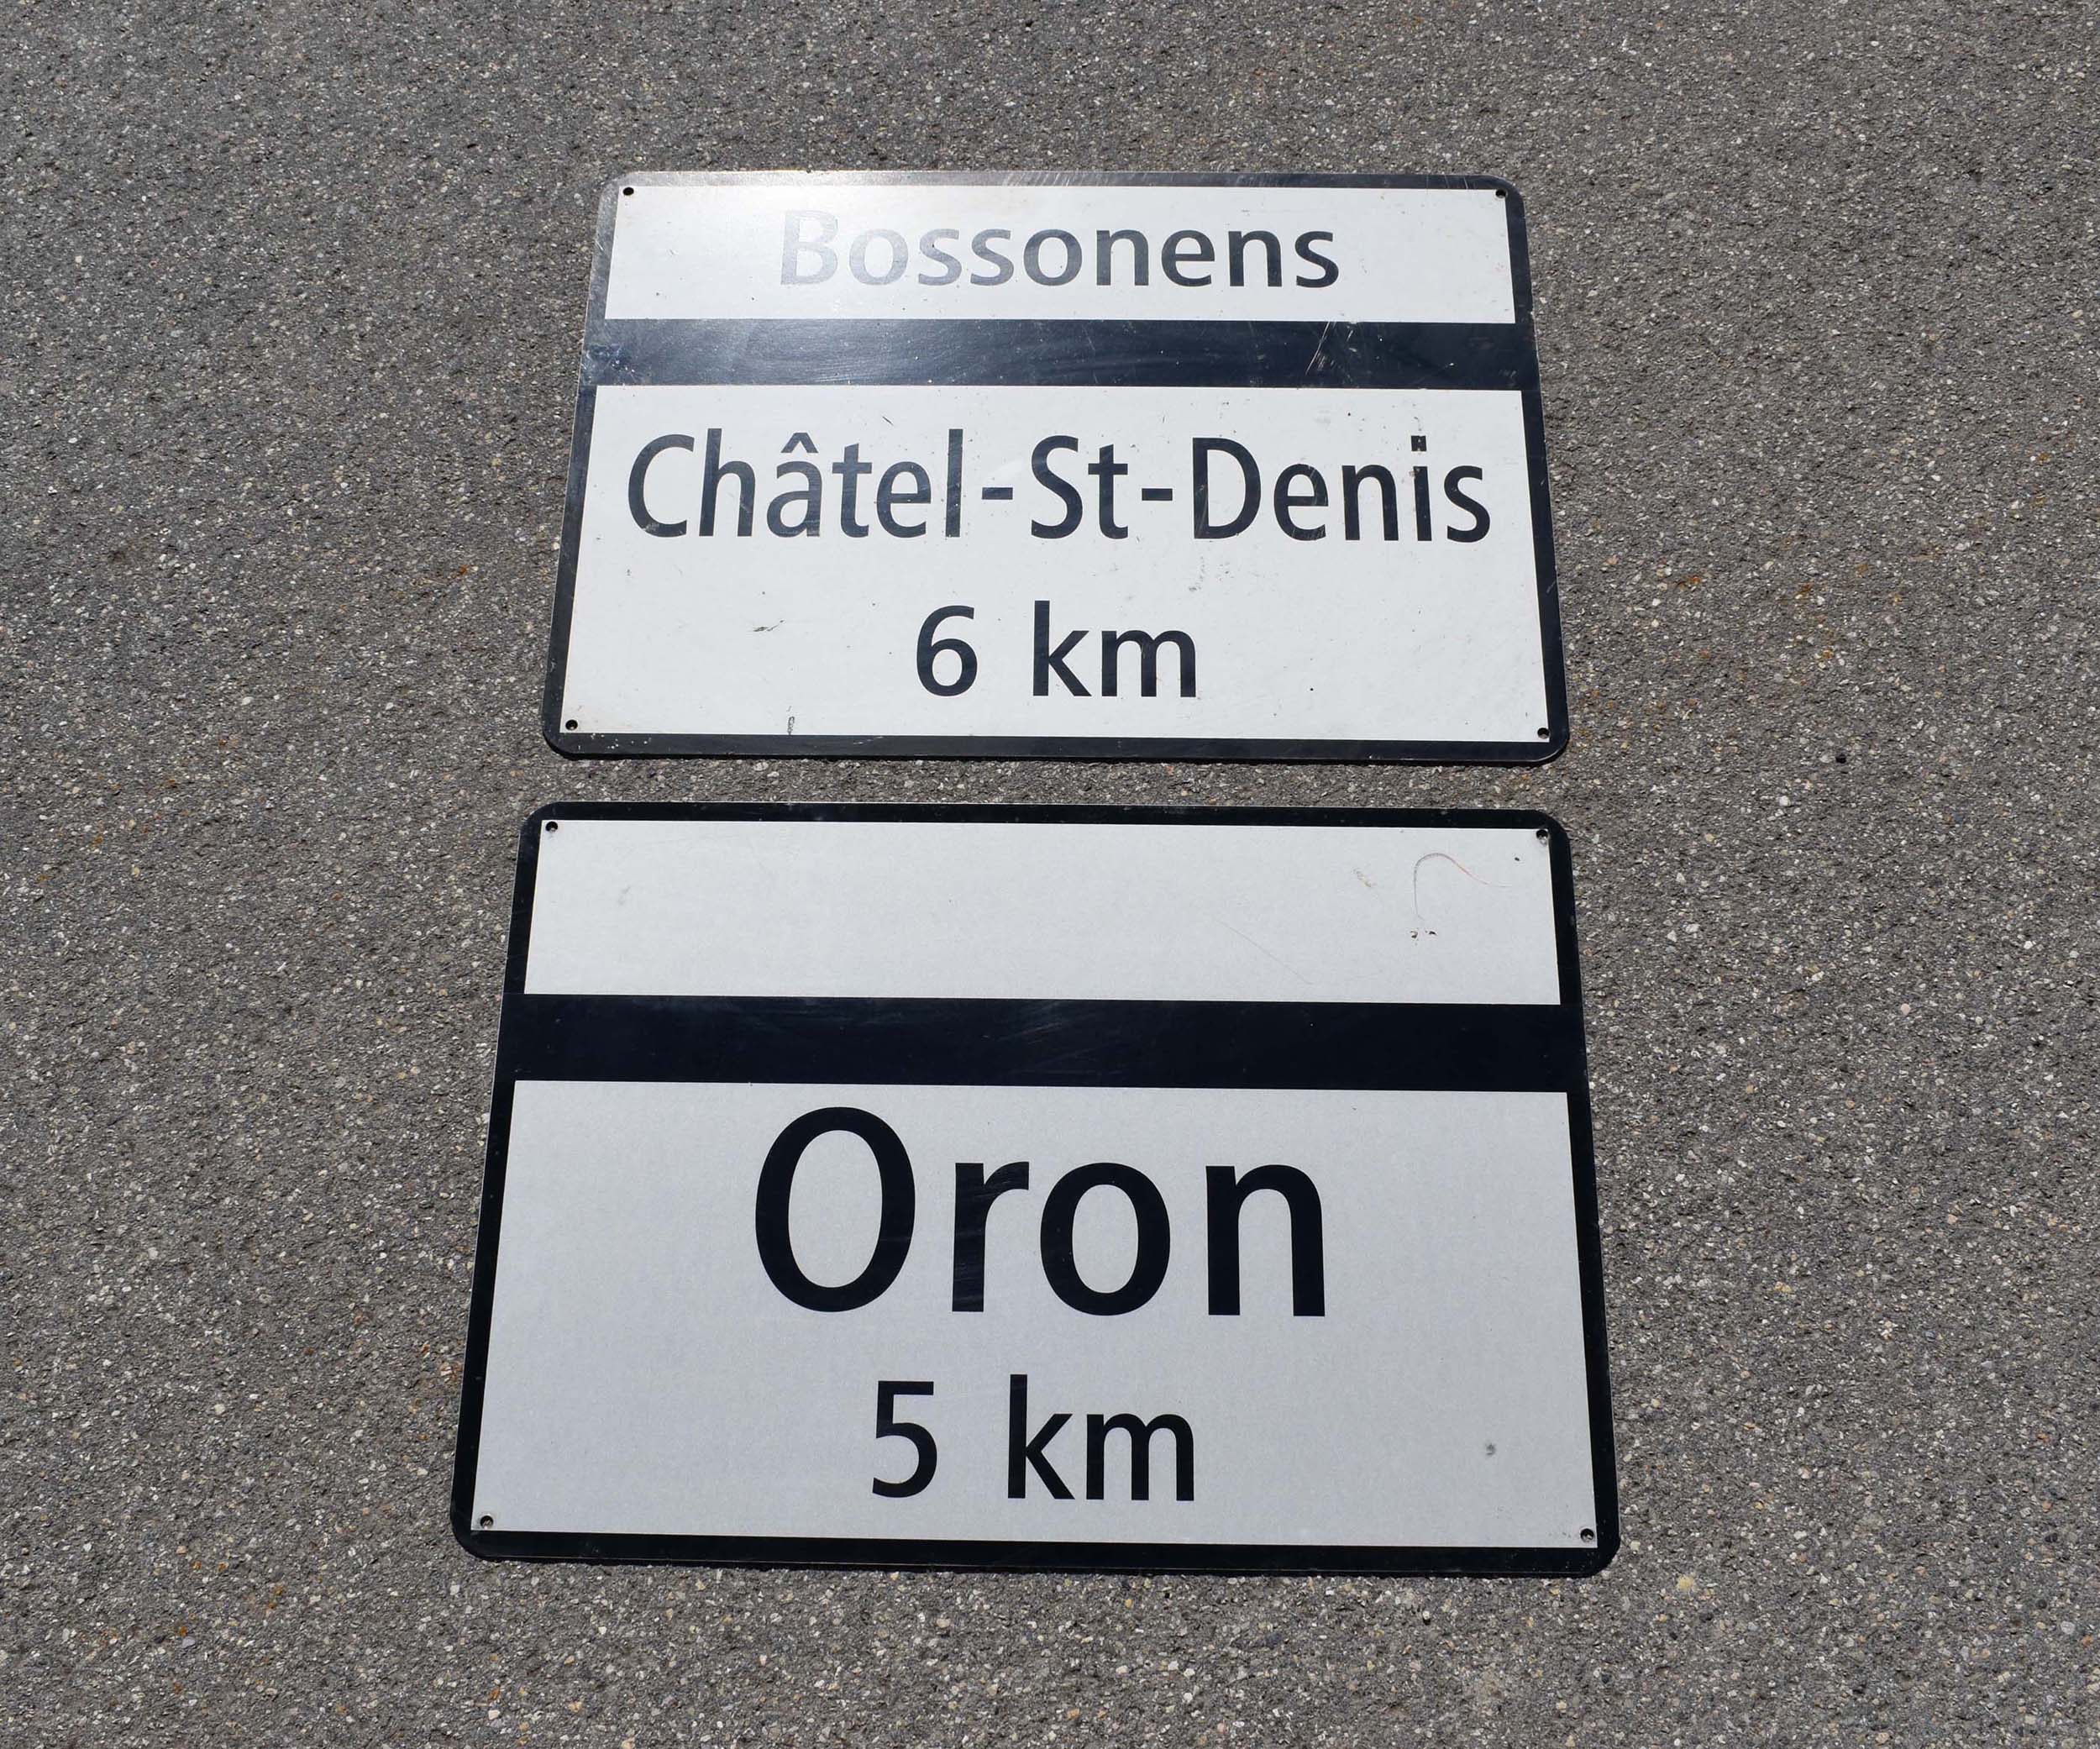 Bossonens
Châtel-St-Denis
6 km
Oron
5 km